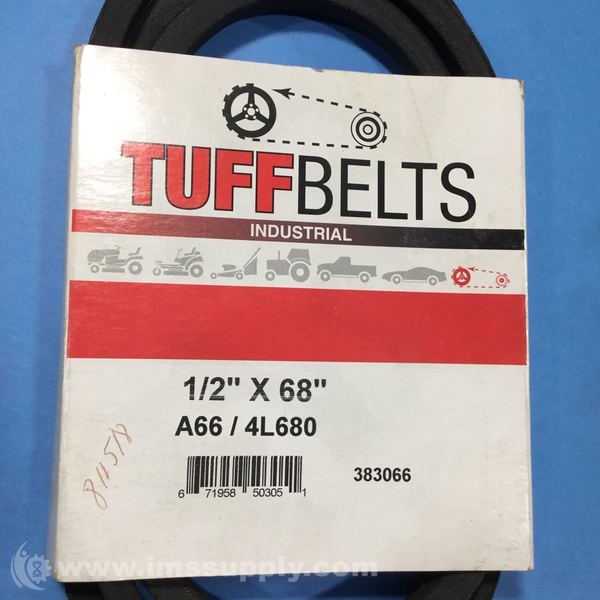 TUFFBELTS
INDUSTRIAL
1/2" X 68"
A66 / 4L680
6 71958 50305 1
383066
www.imssupply.com